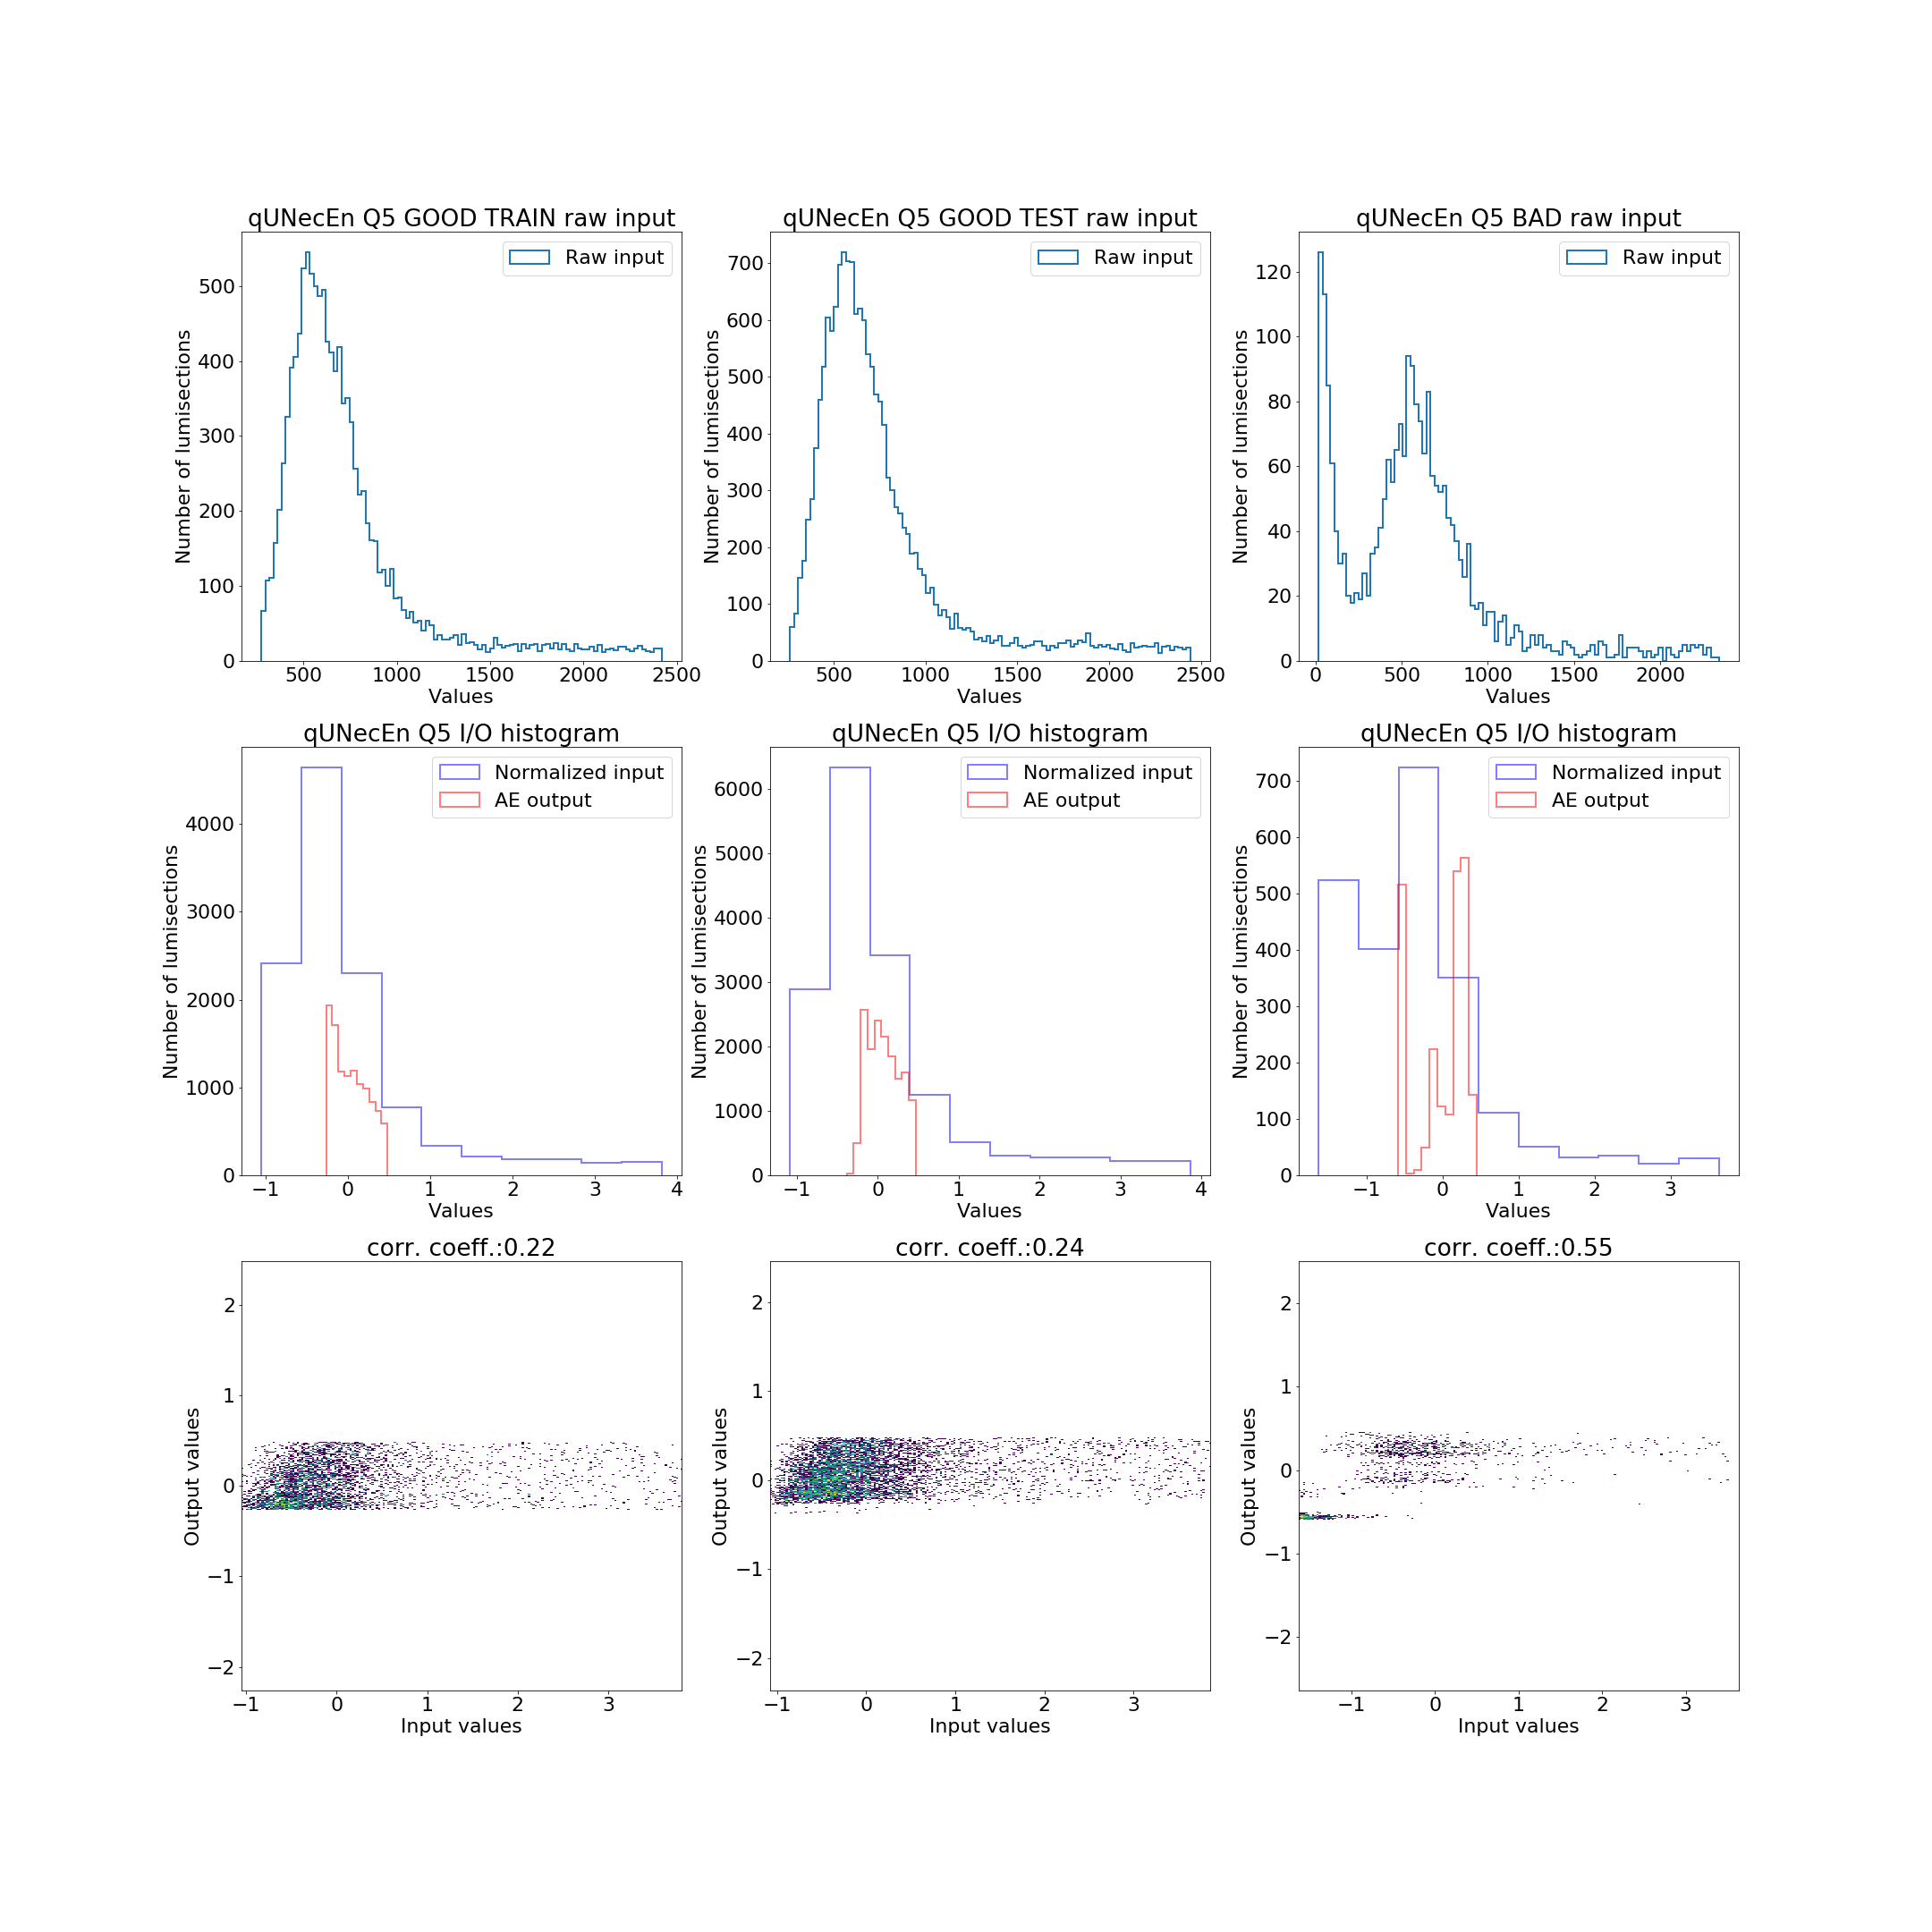 qUNecEn Q5 GOOD TRAIN raw input
Raw input
Number of lumisections
0
100
200
300
400
500
500 1000 1500 2000 2500
Values
qUNecEn Q5 GOOD TEST raw input
Raw input
Number of lumisections
0
100
200
300
400
500
600
700
500 1000 1500 2000 2500
Values
qUNecEn Q5 BAD raw input
Raw input
Number of lumisections
0
20
40
60
80
100
120
0 500 1000 1500 2000
Values
qUNecEn Q5 I/O histogram
Normalized input
AE output
Number of lumisections
0
1000
2000
3000
4000
−1 0 1 2 3 4
Values
qUNecEn Q5 I/O histogram
Normalized input
AE output
Number of lumisections
0
1000
2000
3000
4000
5000
6000
−1 0 1 2 3 4
Values
qUNecEn Q5 I/O histogram
Normalized input
AE output
Number of lumisections
0
100
200
300
400
500
600
700
−1 0 1 2 3
Values
corr. coeff.:0.22
Output values
2
1
0
−1
−2
−1 0 1 2 3
Input values
corr. coeff.:0.24
Output values
2
1
0
−1
−2
−1 0 1 2 3
Input values
corr. coeff.:0.55
Output values
2
1
0
−1
−2
−1 0 1 2 3
Input values